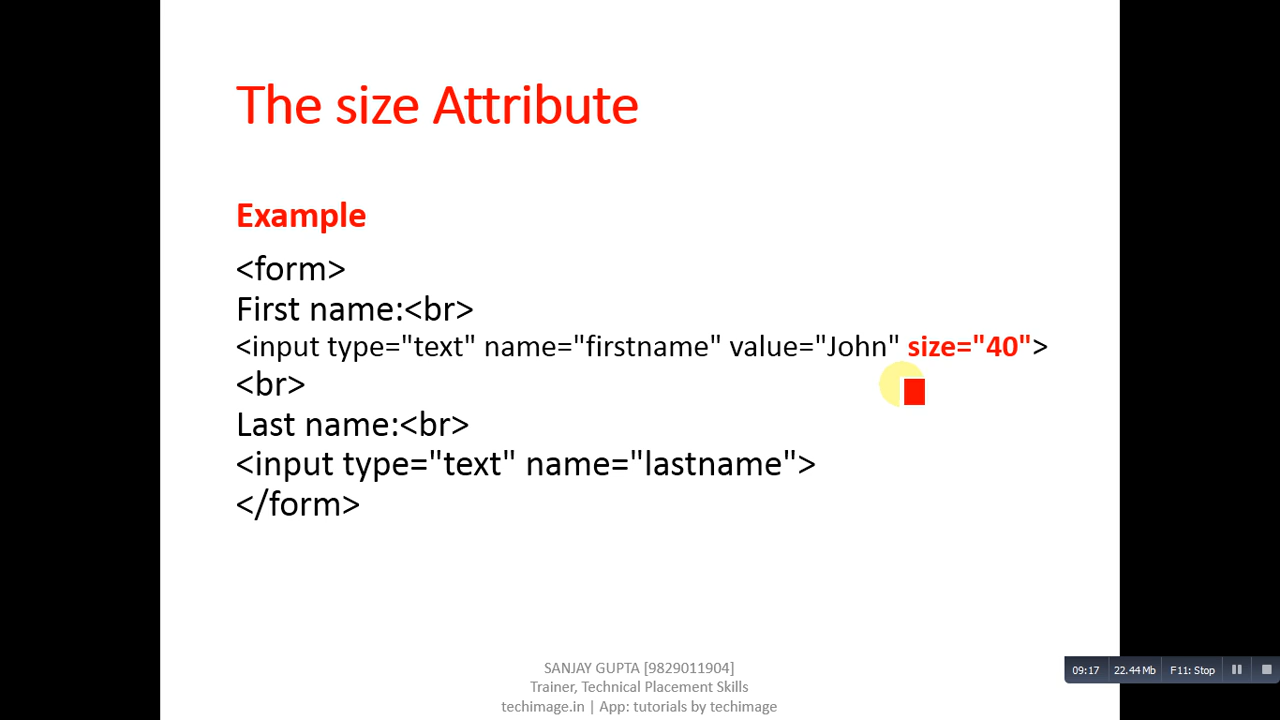 The size Attribute
Example
<form>
First name:<br>
<input type="text" name="firstname" value="John" size="40">
<br>
Last name:<br>
<input type="text" name="lastname">
</form>
SANJAY GUPTA [9829011904]
Trainer, Technical Placement Skills
techimage.in | App: tutorials by techimage
09:17 22.44 Mb F11: Stop